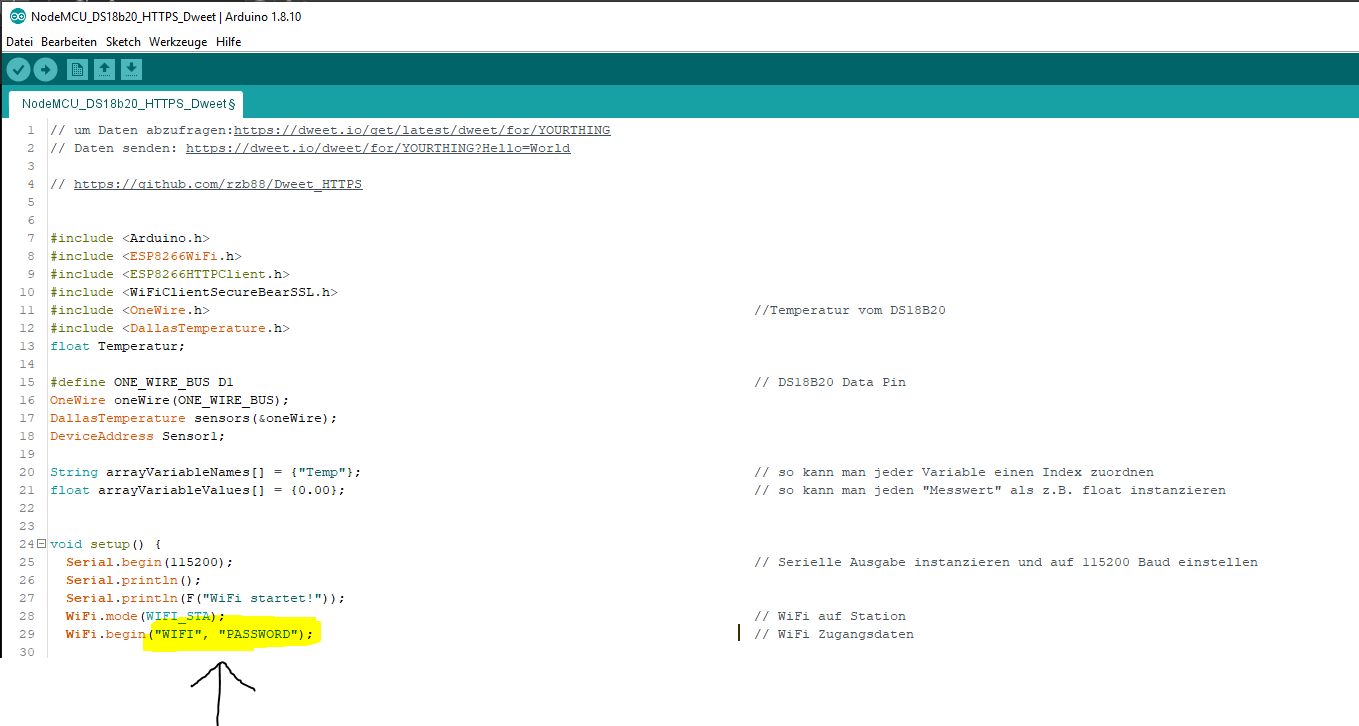 NodeMCU_DS18b20_HTTPS_Dweet | Arduino 1.8.10
Datei Bearbeiten Sketch Werkzeuge Hilfe
NodeMCU_DS18b20_HTTPS_Dweet §
1 // um Daten abzufragen:https://dweet.io/get/latest/dweet/for/YOURTHING
2 // Daten senden: https://dweet.io/dweet/for/YOURTHING?Hello=World
3
4 // https://github.com/rzb88/Dweet_HTTPS
5
6
7 #include <Arduino.h>
8 #include <ESP8266WiFi.h>
9 #include <ESP8266HTTPClient.h>
10 #include <WiFiClientSecureBearSSL.h>
11 #include <OneWire.h> //Temperatur vom DS18B20
12 #include <DallasTemperature.h>
13 float Temperatur;
14
15 #define ONE_WIRE_BUS D1 // DS18B20 Data Pin
16 OneWire oneWire(ONE_WIRE_BUS);
17 DallasTemperature sensors(&oneWire);
18 DeviceAddress Sensor1;
19
20 String arrayVariableNames[] = {"Temp"}; // so kann man jeder Variable einen Index zuordnen
21 float arrayVariableValues[] = {0.00}; // so kann man jeden "Messwert" als z.B. float instanzieren
22
23
24 void setup() {
25 Serial.begin(115200); // Serielle Ausgabe instanzieren und auf 115200 Baud einstellen
26 Serial.println();
27 Serial.println(F("WiFi startet!"));
28 WiFi.mode(WIFI_STA); // WiFi auf Station
29 WiFi.begin("WIFI", "PASSWORD"); // WiFi Zugangsdaten
30